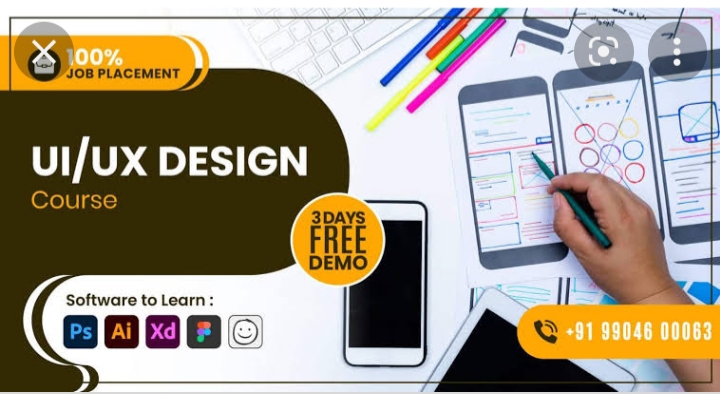 100%
JOB PLACEMENT
UI/UX DESIGN
Course
3 DAYS
FREE
DEMO
Software to Learn :
Ps Ai Xd
+91 99046 00063